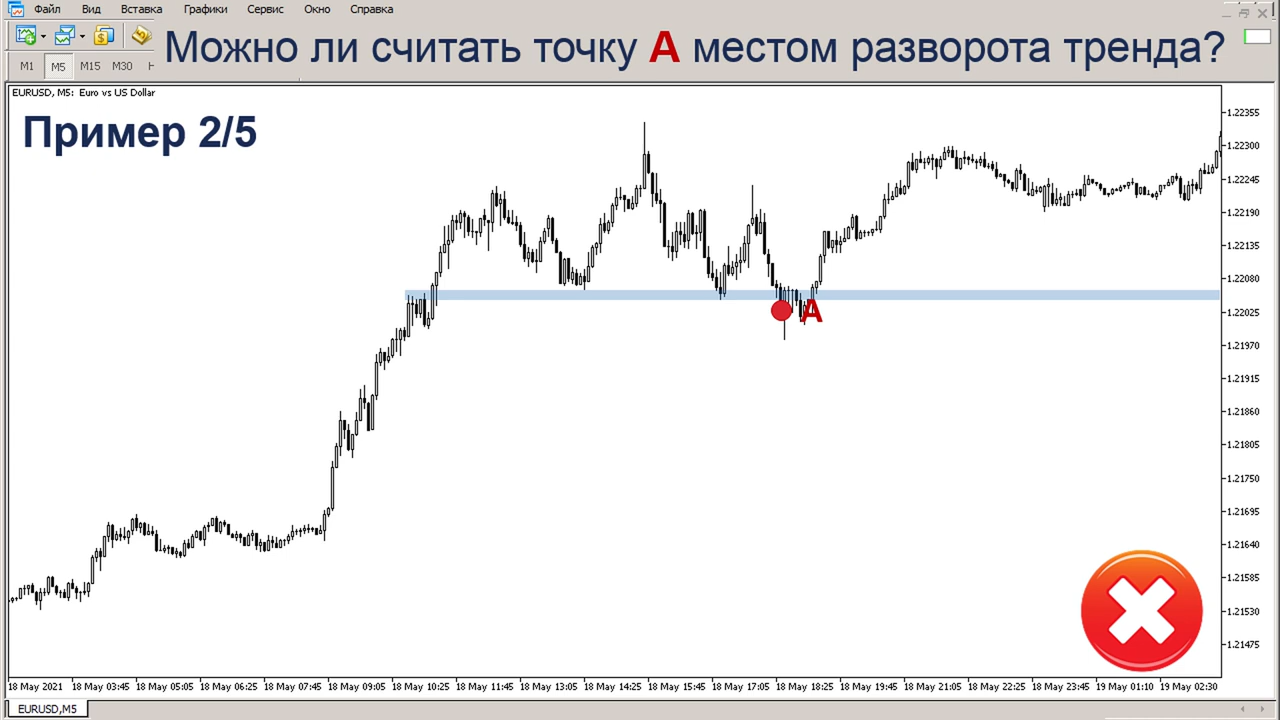 Файл Вид Вставка Графики Сервис Окно Справка
Можно ли считать точку А местом разворота тренда?
M1 M5 M15 M30
EURUSD, M5: Euro vs US Dollar
Пример 2/5
1.22355
1.22300
1.22245
1.22190
1.22135
1.22080
1.22025
1.21970
1.21915
1.21860
1.21805
1.21750
1.21695
1.21640
1.21585
1.21530
1.21475
А
18 May 2021 18 May 03:45 18 May 05:05 18 May 06:25 18 May 07:45 18 May 09:05 18 May 10:25 18 May 11:45 18 May 13:05 18 May 14:25 18 May 15:45 18 May 17:05 18 May 18:25 18 May 19:45 18 May 21:05 18 May 22:25 18 May 23:45 19 May 01:10 19 May 02:30
EURUSD,M5